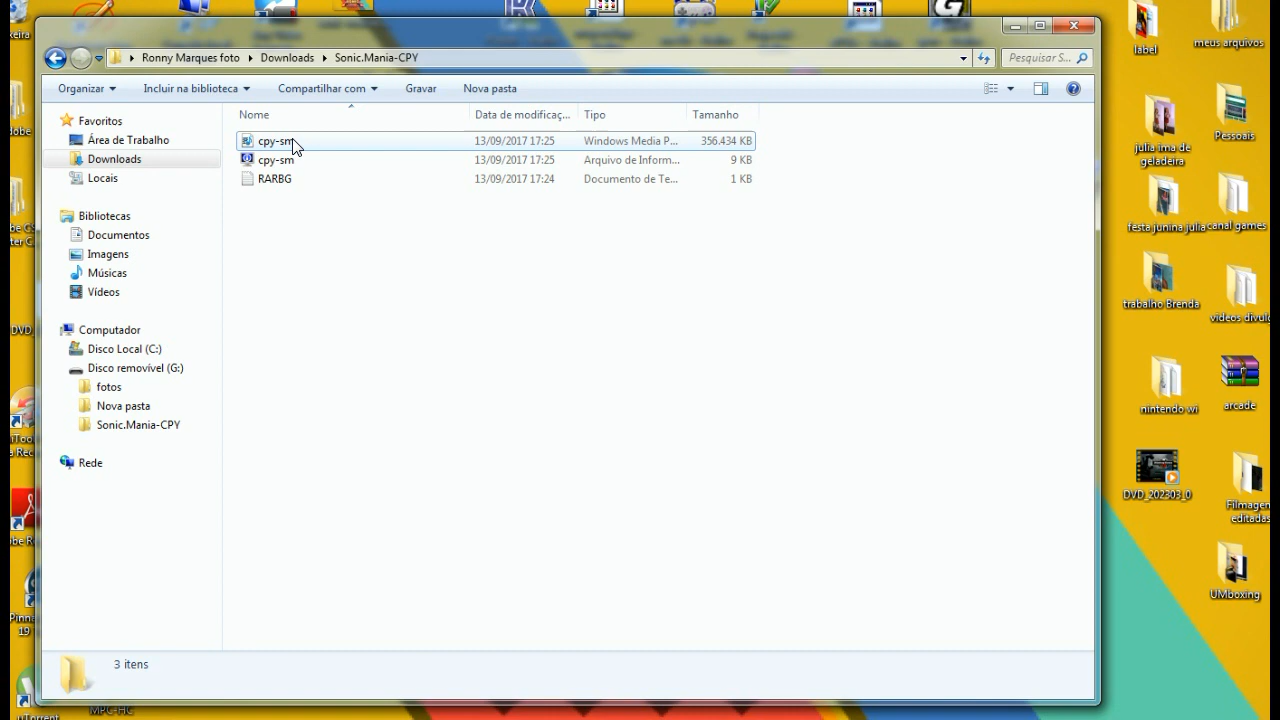 Ronny Marques foto Downloads Sonic.Mania-CPY
Pesquisar S...
Organizar Incluir na biblioteca Compartilhar com Gravar Nova pasta
Nome Data de modificaç... Tipo Tamanho
cpy-sm 13/09/2017 17:25 Windows Media P... 356.434 KB
cpy-sm 13/09/2017 17:25 Arquivo de Inform... 9 KB
RARBG 13/09/2017 17:24 Documento de Te... 1 KB
Favoritos
Área de Trabalho
Downloads
Locais
Bibliotecas
Documentos
Imagens
Músicas
Vídeos
Computador
Disco Local (C:)
Disco removível (G:)
fotos
Nova pasta
Sonic.Mania-CPY
Rede
3 itens
label
meus arquivos
julia ima de
geladeira
Pessoais
festa junina julia
canal games
trabalho Brenda
videos divulg
nintendo wi
arcade
DVD_202303_0
Filmagen
editadas
UMboxing
uTorrent
MPC-HC